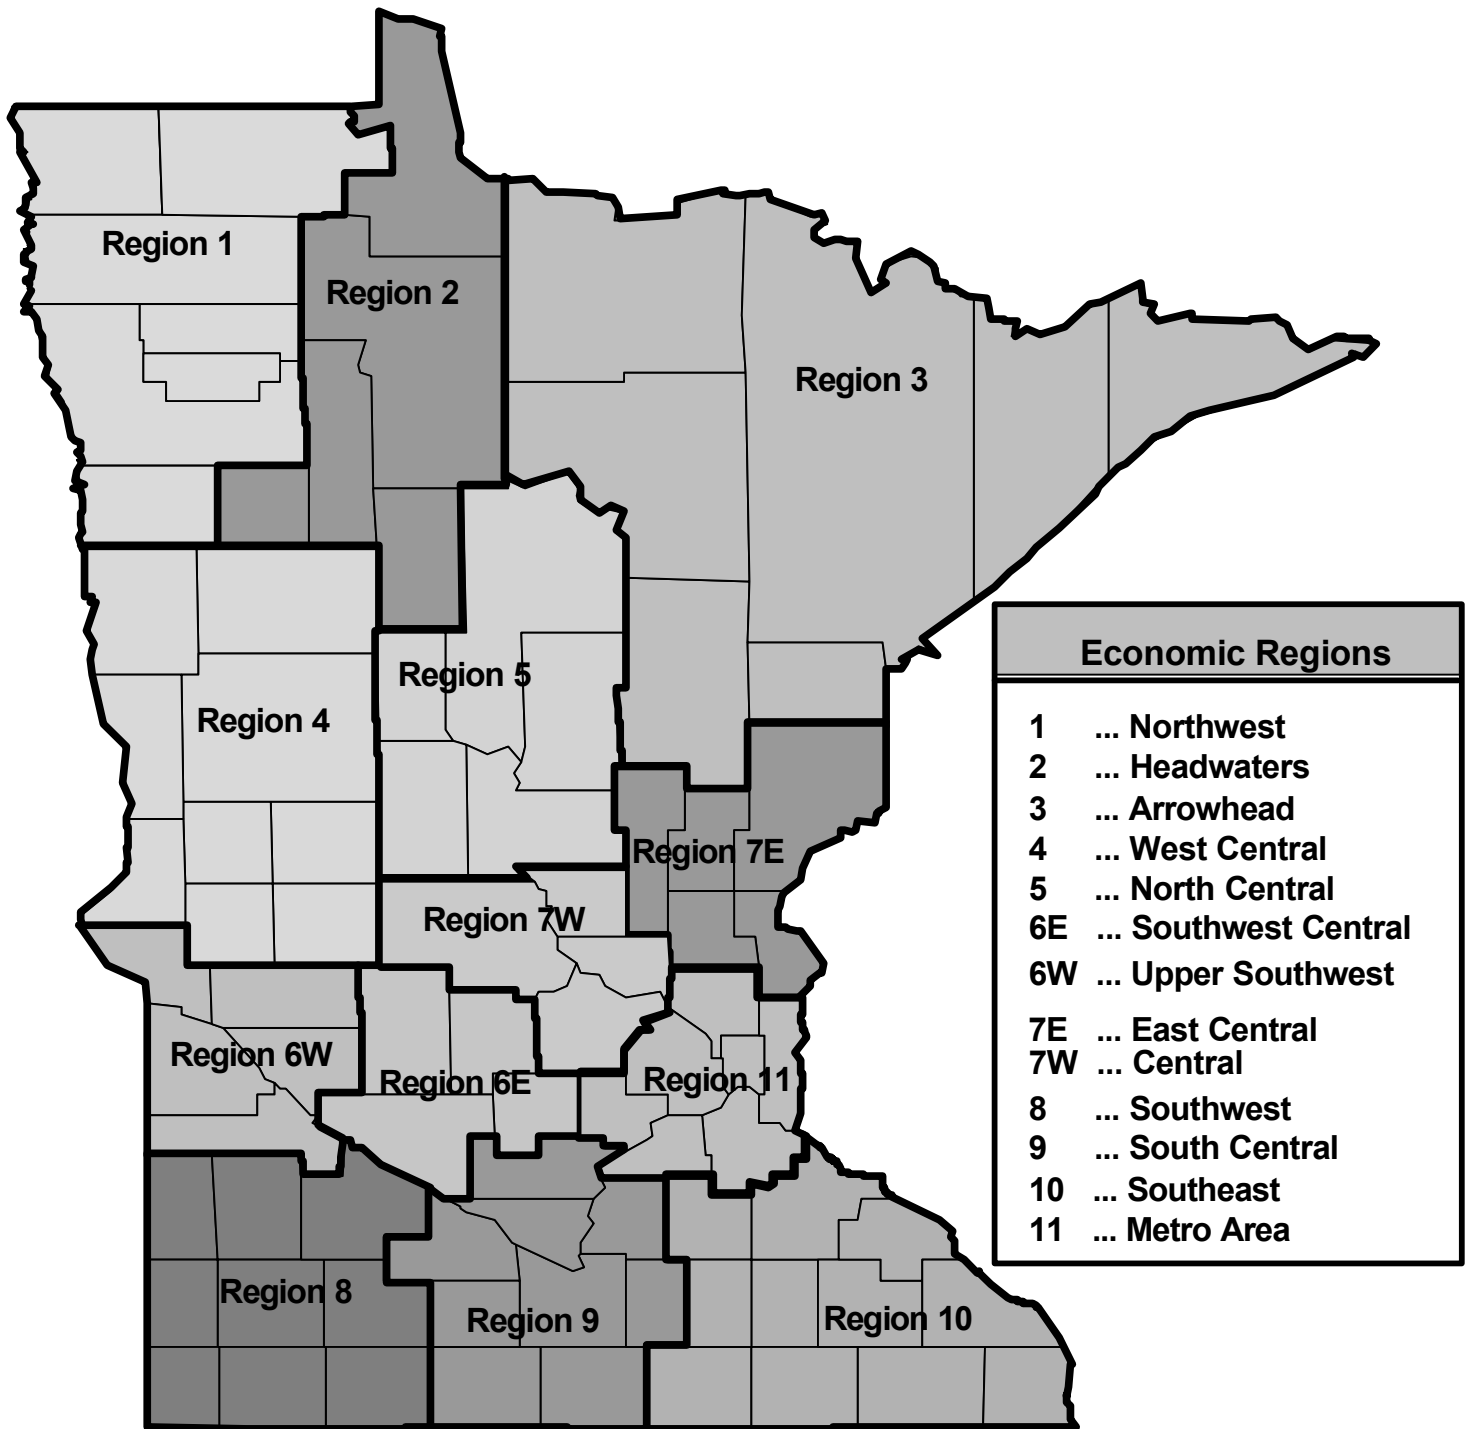 Region 1
Region 2
Region 3
Region 5
Region 4
Region 7E
Region 7W
Region 6W
Region 6E
Region 11
Region 8
Region 9
Region 10
Economic Regions
1 ... Northwest
2 ... Headwaters
3 ... Arrowhead
4 ... West Central
5 ... North Central
6E ... Southwest Central
6W ... Upper Southwest
7E ... East Central
7W ... Central
8 ... Southwest
9 ... South Central
10 ... Southeast
11 ... Metro Area